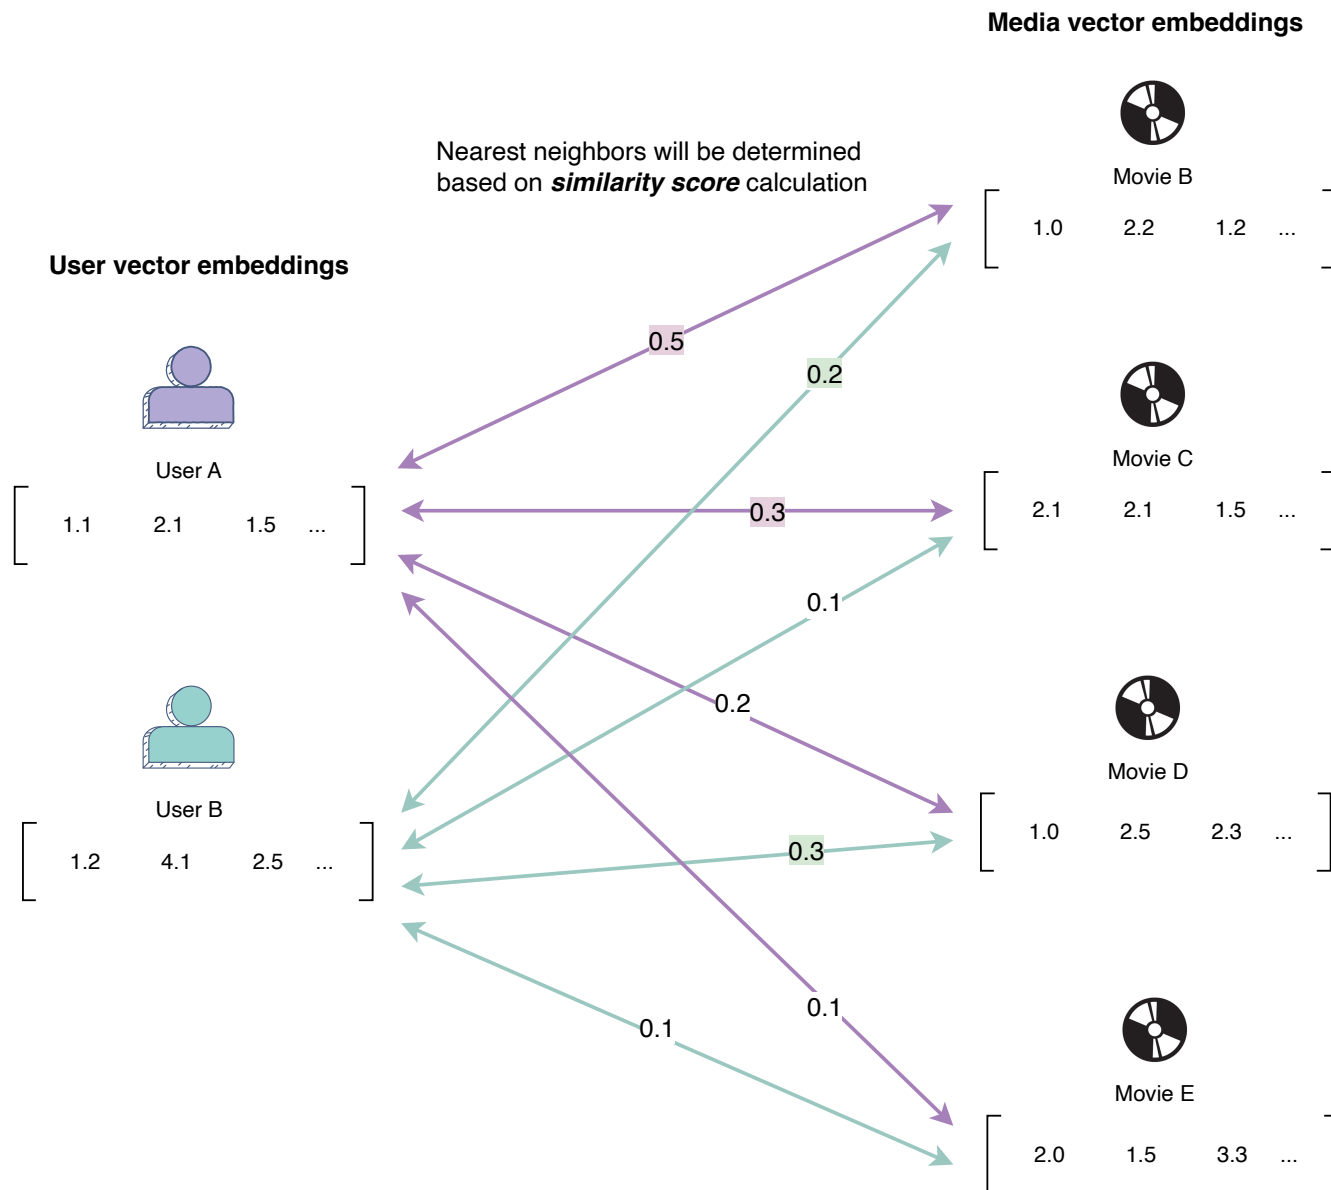 Media vector embeddings
Nearest neighbors will be determined
based on similarity score calculation
Movie B
1.0 2.2 1.2 ...
User vector embeddings
0.5
0.2
User A
1.1 2.1 1.5 ...
Movie C
2.1 2.1 1.5 ...
0.3
0.1
0.2
User B
1.2 4.1 2.5 ...
Movie D
1.0 2.5 2.3 ...
0.3
0.1
0.1
Movie E
2.0 1.5 3.3 ...